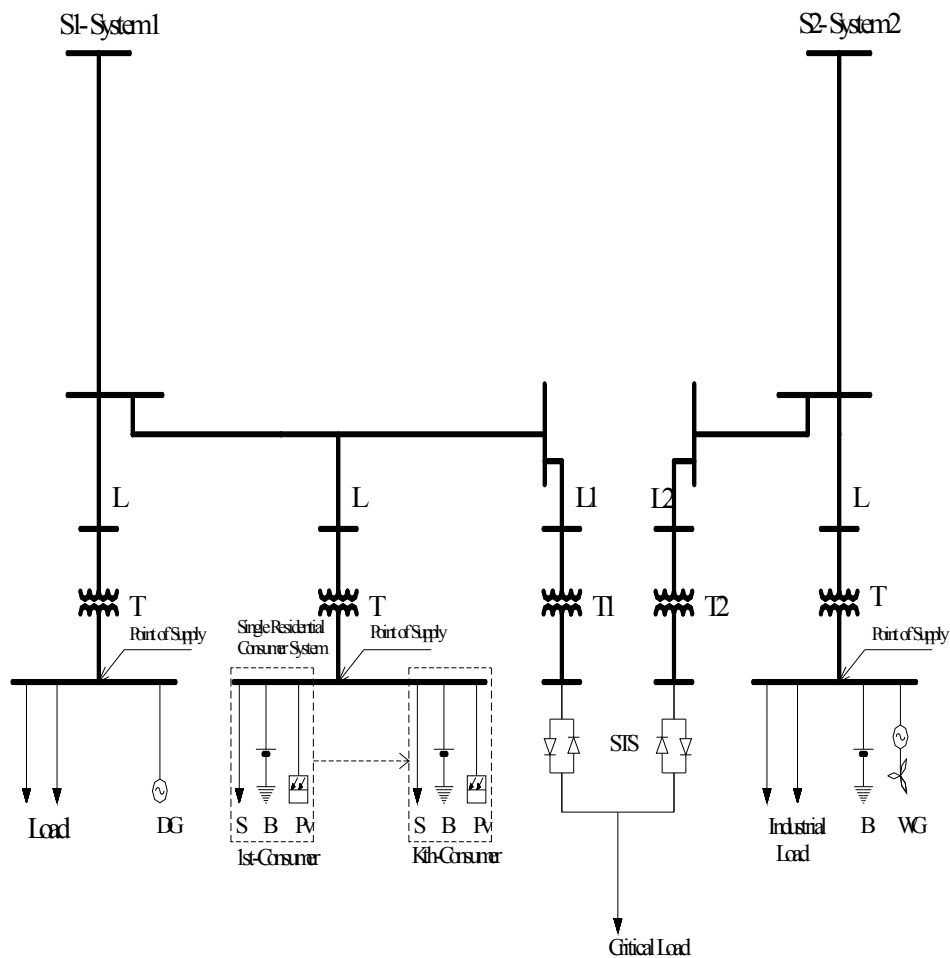 S1-System1
S2-System2
L
L
L1
L2
L
T
T
T1
T2
T
Point of Supply
Single Residential
Consumer System
Point of Supply
Point of Supply
STS
Load
DG
S B Pv
S B Pv
1st-Consumer
Kth-Consumer
Industrial
Load
B
WG
Critical Load